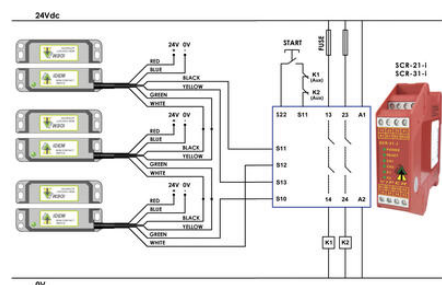 24Vdc
24V 0V
RED
BLUE
BLACK
YELLOW
GREEN
WHITE
24V 0V
RED
BLUE
BLACK
YELLOW
GREEN
WHITE
24V 0V
RED
BLUE
BLACK
YELLOW
GREEN
WHITE
START
K1
(Aux)
K2
(Aux)
FUSE
S22 S11 13 23 A1
S11
S12
S13
S10
14 24 A2
K1 K2
SCR-21-i
SCR-31-i
0V